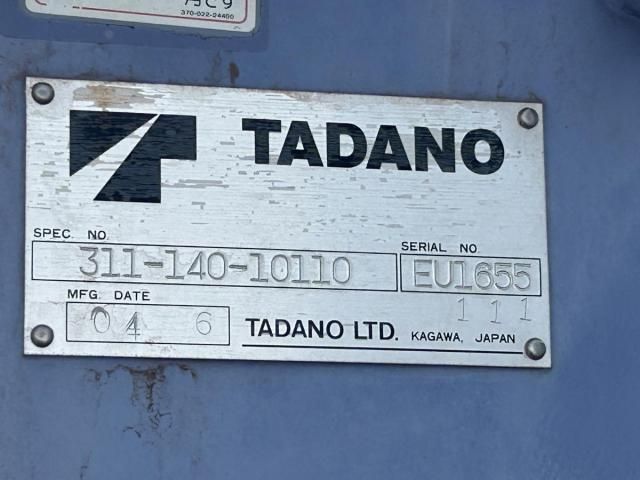 370-022-24400
TADANO
SPEC. NO.
311-140-10110
SERIAL NO.
EU1655
111
MFG. DATE
04 6
TADANO LTD. KAGAWA, JAPAN